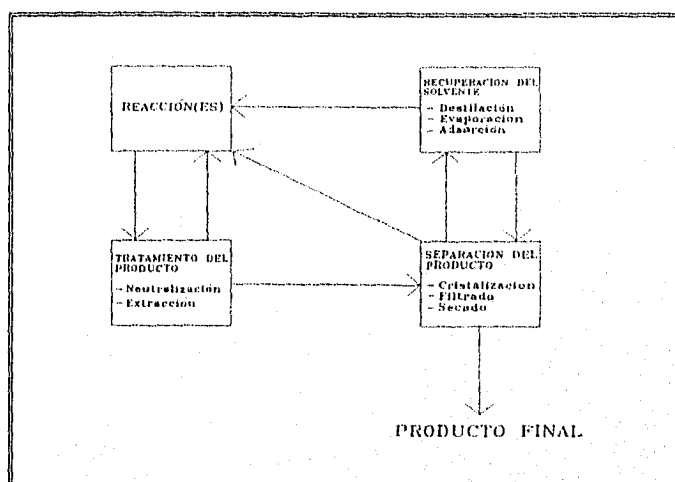 REACCIÓN(ES)
RECUPERACION DEL
SOLVENTE
- Destilación
- Evaporacion
- Adsorción
TRATAMIENTO DEL
PRODUCTO
- Neutralización
- Extracción
SEPARACION DEL
PRODUCTO
- Cristalizacion
- Filtrado
- Secado
PRODUCTO FINAL